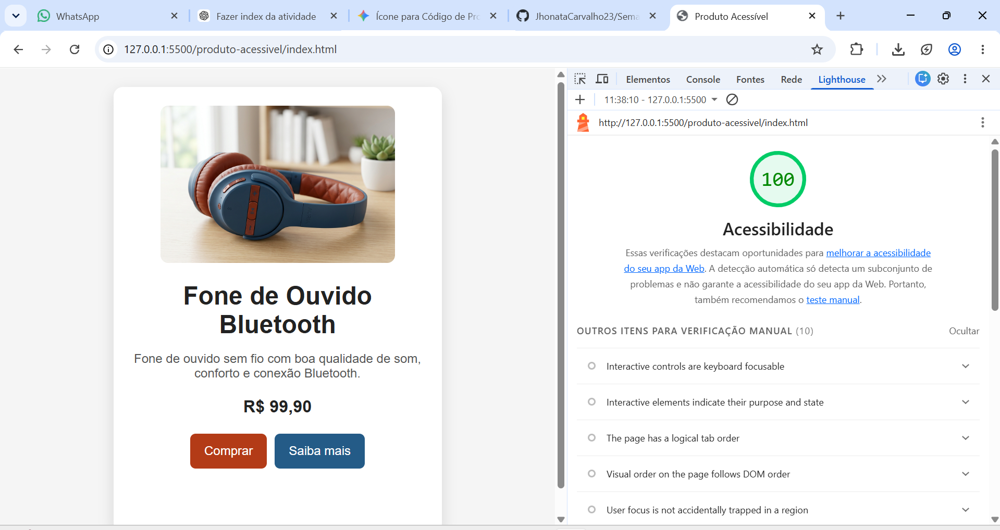 WhatsApp
Fazer index da atividade
Ícone para Código de Pro
JhonataCarvalho23/Sema
Produto Acessível
127.0.0.1:5500/produto-acessivel/index.html
Elementos
Console
Fontes
Rede
Lighthouse
11:38:10 - 127.0.0.1:5500
http://127.0.0.1:5500/produto-acessivel/index.html
Fone de Ouvido
Bluetooth
Fone de ouvido sem fio com boa qualidade de som,
conforto e conexão Bluetooth.
R$ 99,90
Comprar
Saiba mais
100
Acessibilidade
Essas verificações destacam oportunidades para melhorar a acessibilidade
do seu app da Web. A detecção automática só detecta um subconjunto de
problemas e não garante a acessibilidade do seu app da Web. Portanto,
também recomendamos o teste manual.
OUTROS ITENS PARA VERIFICAÇÃO MANUAL (10)
Ocultar
Interactive controls are keyboard focusable
Interactive elements indicate their purpose and state
The page has a logical tab order
Visual order on the page follows DOM order
User focus is not accidentally trapped in a region